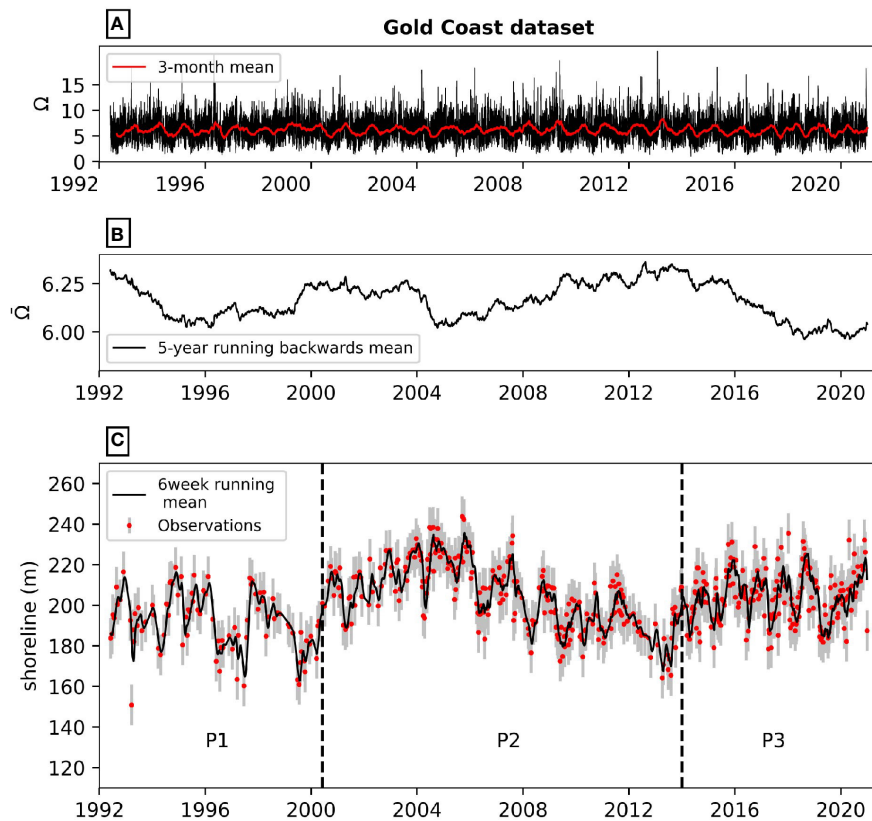 A
Gold Coast dataset
3-month mean
Ω
15
10
5
0
1992 1996 2000 2004 2008 2012 2016 2020
B
Ω̄
6.25
6.00
5-year running backwards mean
1992 1996 2000 2004 2008 2012 2016 2020
C
shoreline (m)
260
240
220
200
180
160
140
120
6week running
mean
Observations
P1 P2 P3
1992 1996 2000 2004 2008 2012 2016 2020